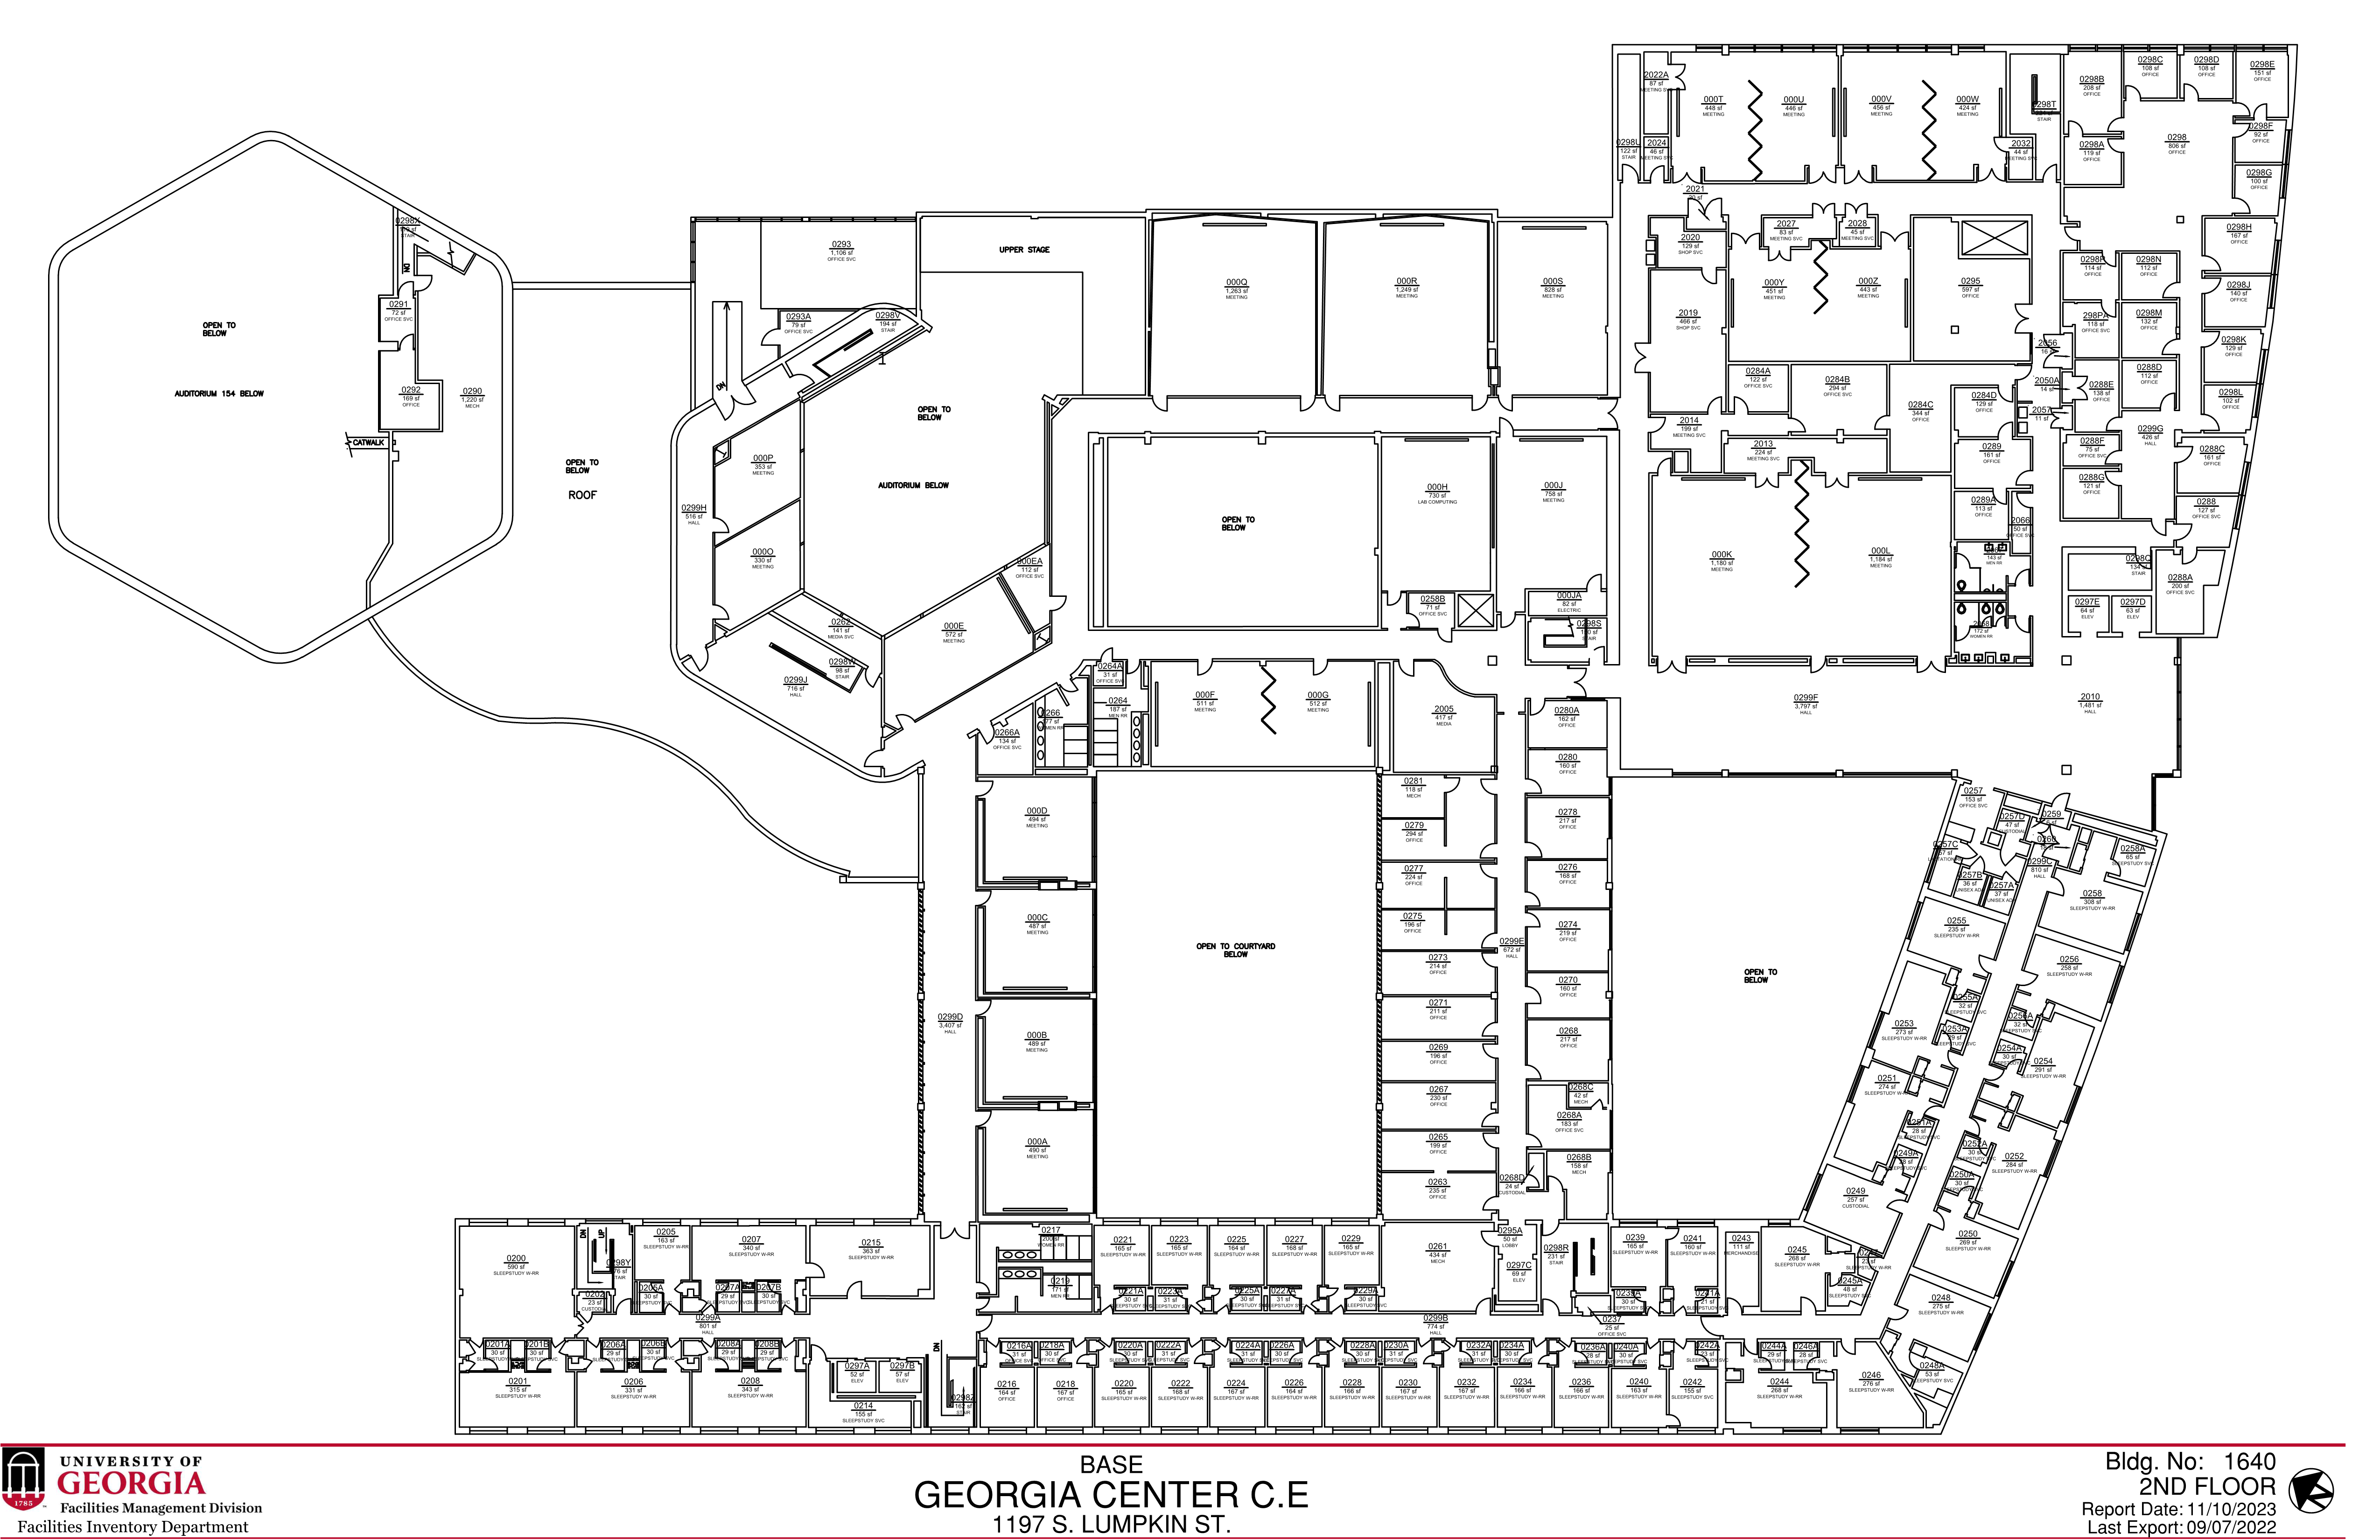 2022A
87 sf
000T
448 sf
MEETING
000U
446 sf
MEETING
000V
456 sf
MEETING
000W
424 sf
MEETING
0298T
STAIR
0298B
208 sf
OFFICE
0298C
108 sf
OFFICE
0298D
108 sf
OFFICE
0298E
151 sf
OFFICE
0298U
122 sf
STAIR
2024
46 sf
2032
44 sf
0298A
119 sf
OFFICE
0298
806 sf
OFFICE
0298F
92 sf
OFFICE
0298G
100 sf
OFFICE
2021
2020
129 sf
SHOP SVC
2027
83 sf
MEETING SVC
2028
45 sf
MEETING SVC
0298H
167 sf
OFFICE
0298X
STAIR
DN
0291
72 sf
OFFICE SVC
OPEN TO
BELOW
AUDITORIUM 154 BELOW
0292
169 sf
OFFICE
0290
1,220 sf
MECH
CATWALK
OPEN TO
BELOW
ROOF
0293
1,106 sf
OFFICE SVC
UPPER STAGE
0293A
79 sf
OFFICE SVC
0298V
194 sf
STAIR
DN
OPEN TO
BELOW
AUDITORIUM BELOW
000Q
1,263 sf
MEETING
000R
1,249 sf
MEETING
000S
828 sf
MEETING
000Y
451 sf
MEETING
000Z
443 sf
MEETING
0295
597 sf
OFFICE
2019
466 sf
SHOP SVC
0298P
114 sf
OFFICE
0298N
112 sf
OFFICE
0298J
140 sf
OFFICE
298PA
118 sf
OFFICE SVC
0298M
132 sf
OFFICE
0298K
129 sf
OFFICE
2056
16 sf
2050A
14 sf
2057
11 sf
0288E
138 sf
OFFICE
0288D
112 sf
OFFICE
0298L
102 sf
OFFICE
0284A
122 sf
OFFICE SVC
0284B
294 sf
OFFICE SVC
0284C
344 sf
OFFICE
0284D
129 sf
OFFICE
2014
199 sf
MEETING SVC
2013
224 sf
MEETING SVC
0289
161 sf
OFFICE
0299G
426 sf
HALL
0288F
75 sf
OFFICE SVC
0288C
161 sf
OFFICE
0288G
121 sf
OFFICE
0288
127 sf
OFFICE SVC
0289A
113 sf
OFFICE
2066
50 sf
OFFICE SVC
000P
353 sf
MEETING
0299H
516 sf
HALL
000O
330 sf
MEETING
000EA
112 sf
OFFICE SVC
OPEN TO
BELOW
000H
730 sf
LAB COMPUTING
000J
758 sf
MEETING
000K
1,180 sf
MEETING
000L
1,184 sf
MEETING
143 sf
MEN RR
172 sf
WOMEN RR
0298Q
134 sf
STAIR
0288A
200 sf
OFFICE SVC
0297E
64 sf
ELEV
0297D
63 sf
ELEV
0262
141 sf
MEDIA SVC
000E
572 sf
MEETING
0258B
71 sf
OFFICE SVC
000JA
82 sf
ELECTRIC
0298S
STAIR
0298W
98 sf
STAIR
0299J
716 sf
HALL
0264A
31 sf
OFFICE SVC
0264
187 sf
MEN RR
0266
0266A
134 sf
OFFICE SVC
000F
511 sf
MEETING
000G
512 sf
MEETING
2005
417 sf
MEDIA
0280A
162 sf
OFFICE
0299F
3,797 sf
HALL
2010
1,481 sf
HALL
0280
160 sf
OFFICE
0281
118 sf
MECH
0279
294 sf
OFFICE
0278
217 sf
OFFICE
0277
224 sf
OFFICE
0276
168 sf
OFFICE
0275
196 sf
OFFICE
0274
219 sf
OFFICE
0299E
672 sf
HALL
0273
214 sf
OFFICE
0270
160 sf
OFFICE
0271
211 sf
OFFICE
0268
217 sf
OFFICE
0269
196 sf
OFFICE
0267
230 sf
OFFICE
0268C
42 sf
MECH
0268A
183 sf
OFFICE SVC
0265
199 sf
OFFICE
0268B
158 sf
MECH
0263
235 sf
OFFICE
0268D
24 sf
CUSTODIAL
000D
494 sf
MEETING
000C
487 sf
MEETING
0299D
3,407 sf
HALL
000B
489 sf
MEETING
000A
490 sf
MEETING
OPEN TO COURTYARD
BELOW
OPEN TO
BELOW
0257
153 sf
OFFICE SVC
0257D
47 sf
CUSTODIAL
0259
0260
0257C
0257B
36 sf
0257A
37 sf
0299C
810 sf
HALL
0258A
65 sf
0258
308 sf
SLEEPSTUDY W-RR
0255
235 sf
SLEEPSTUDY W-RR
0256
258 sf
SLEEPSTUDY W-RR
0255A
32 sf
0256A
32 sf
0253
273 sf
SLEEPSTUDY W-RR
0253A
29 sf
0254A
30 sf
0254
291 sf
SLEEPSTUDY W-RR
0251
274 sf
0251A
28 sf
0252A
30 sf
0252
284 sf
SLEEPSTUDY W-RR
0249A
0250A
30 sf
0249
257 sf
CUSTODIAL
0250
269 sf
SLEEPSTUDY W-RR
0248
275 sf
SLEEPSTUDY W-RR
0248A
53 sf
0200
590 sf
SLEEPSTUDY W-RR
DN
UP
0298Y
0202
23 sf
0205
163 sf
SLEEPSTUDY W-RR
0205A
30 sf
0207
340 sf
SLEEPSTUDY W-RR
0207A
29 sf
0207B
30 sf
0215
363 sf
SLEEPSTUDY W-RR
0299A
801 sf
HALL
0217
WOMEN RR
0219
171 sf
MEN RR
0221
165 sf
SLEEPSTUDY W-RR
0221A
30 sf
0223
165 sf
SLEEPSTUDY W-RR
0223A
31 sf
0225
164 sf
SLEEPSTUDY W-RR
0225A
30 sf
0227
168 sf
SLEEPSTUDY W-RR
0227A
31 sf
0229
165 sf
SLEEPSTUDY W-RR
0229A
30 sf
0261
434 sf
MECH
0295A
50 sf
LOBBY
0297C
69 sf
ELEV
0298R
231 sf
STAIR
0239
165 sf
SLEEPSTUDY W-RR
0239A
30 sf
0241
160 sf
SLEEPSTUDY W-RR
0241A
21 sf
0243
111 sf
MERCHANDISE
0245
268 sf
SLEEPSTUDY W-RR
0245A
48 sf
0237
25 sf
OFFICE SVC
0299B
774 sf
HALL
0201A
30 sf
0201B
30 sf
0201
315 sf
SLEEPSTUDY W-RR
0206A
29 sf
0206B
30 sf
0206
331 sf
SLEEPSTUDY W-RR
0208A
29 sf
0208B
29 sf
0208
343 sf
SLEEPSTUDY W-RR
0297A
52 sf
ELEV
0297B
57 sf
ELEV
0214
155 sf
SLEEPSTUDY SVC
DN
0298Z
162 sf
STAIR
0216A
31 sf
0216
164 sf
OFFICE
0218A
30 sf
0218
167 sf
OFFICE
0220A
30 sf
0220
165 sf
SLEEPSTUDY W-RR
0222A
31 sf
0222
168 sf
SLEEPSTUDY W-RR
0224A
31 sf
0224
167 sf
SLEEPSTUDY W-RR
0226A
31 sf
0226
164 sf
SLEEPSTUDY W-RR
0228A
30 sf
0228
166 sf
SLEEPSTUDY W-RR
0230A
31 sf
0230
167 sf
SLEEPSTUDY W-RR
0232A
31 sf
0232
167 sf
SLEEPSTUDY W-RR
0234A
30 sf
0234
166 sf
SLEEPSTUDY W-RR
0236A
28 sf
0236
166 sf
SLEEPSTUDY W-RR
0240A
30 sf
0240
163 sf
SLEEPSTUDY W-RR
0242A
23 sf
0242
155 sf
SLEEPSTUDY SVC
0244A
29 sf
0244
268 sf
SLEEPSTUDY W-RR
0246A
28 sf
0246
276 sf
SLEEPSTUDY W-RR
1785
UNIVERSITY OF
GEORGIA
Facilities Management Division
Facilities Inventory Department
BASE
GEORGIA CENTER C.E
1197 S. LUMPKIN ST.
Bldg. No: 1640
2ND FLOOR
Report Date: 11/10/2023
Last Export: 09/07/2022